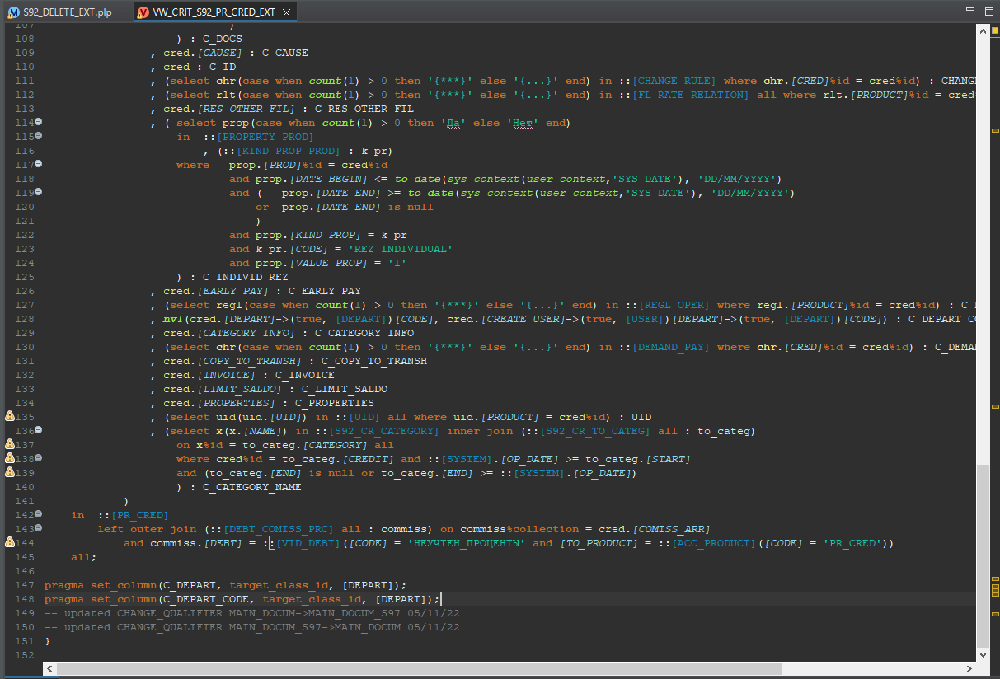 S92_DELETE_EXT.plp VW_CRIT_S92_PR_CRED_EXT
107 )
108 ) : C_DOCS
109 , cred.[CAUSE] : C_CAUSE
110 , cred : C_ID
111 , (select chr(case when count(1) > 0 then '{***}' else '{...}' end) in ::[CHANGE_RULE] where chr.[CRED]%id = cred%id) : CHANG
112 , (select rlt(case when count(1) > 0 then '{***}' else '{...}' end) in ::[FL_RATE_RELATION] all where rlt.[PRODUCT]%id = cred
113 , cred.[RES_OTHER_FIL] : C_RES_OTHER_FIL
114 , ( select prop(case when count(1) > 0 then 'Да' else 'Нет' end)
115 in ::[PROPERTY_PROD]
116 , (::[KIND_PROP_PROD] : k_pr)
117 where prop.[PROD]%id = cred%id
118 and prop.[DATE_BEGIN] <= to_date(sys_context(user_context,'SYS_DATE'), 'DD/MM/YYYY')
119 and ( prop.[DATE_END] >= to_date(sys_context(user_context,'SYS_DATE'), 'DD/MM/YYYY')
120 or prop.[DATE_END] is null
121 )
122 and prop.[KIND_PROP] = k_pr
123 and k_pr.[CODE] = 'REZ_INDIVIDUAL'
124 and prop.[VALUE_PROP] = '1'
125 ) : C_INDIVID_REZ
126 , cred.[EARLY_PAY] : C_EARLY_PAY
127 , (select regl(case when count(1) > 0 then '{***}' else '{...}' end) in ::[REGL_OPER] where regl.[PRODUCT]%id = cred%id) : C_
128 , nvl(cred.[DEPART]->(true, [DEPART])[CODE], cred.[CREATE_USER]->(true, [USER])[DEPART]->(true, [DEPART])[CODE]) : C_DEPART_CO
129 , cred.[CATEGORY_INFO] : C_CATEGORY_INFO
130 , (select chr(case when count(1) > 0 then '{***}' else '{...}' end) in ::[DEMAND_PAY] where chr.[CRED]%id = cred%id) : C_DEMA
131 , cred.[COPY_TO_TRANSH] : C_COPY_TO_TRANSH
132 , cred.[INVOICE] : C_INVOICE
133 , cred.[LIMIT_SALDO] : C_LIMIT_SALDO
134 , cred.[PROPERTIES] : C_PROPERTIES
135 , (select uid(uid.[UID]) in ::[UID] all where uid.[PRODUCT] = cred%id) : UID
136 , (select x(x.[NAME]) in ::[S92_CR_CATEGORY] inner join (::[S92_CR_TO_CATEG] all : to_categ)
137 on x%id = to_categ.[CATEGORY] all
138 where cred%id = to_categ.[CREDIT] and ::[SYSTEM].[OP_DATE] >= to_categ.[START]
139 and (to_categ.[END] is null or to_categ.[END] >= ::[SYSTEM].[OP_DATE])
140 ) : C_CATEGORY_NAME
141 )
142 in ::[PR_CRED]
143 left outer join (::[DEBT_COMISS_PRC] all : commiss) on commiss%collection = cred.[COMISS_ARR]
144 and commiss.[DEBT] = ::[VID_DEBT]([CODE] = 'НЕУЧТЕН_ПРОЦЕНТЫ' and [TO_PRODUCT] = ::[ACC_PRODUCT]([CODE] = 'PR_CRED'))
145 all;
146
147 pragma set_column(C_DEPART, target_class_id, [DEPART]);
148 pragma set_column(C_DEPART_CODE, target_class_id, [DEPART]);
149 -- updated CHANGE_QUALIFIER MAIN_DOCUM->MAIN_DOCUM_S97 05/11/22
150 -- updated CHANGE_QUALIFIER MAIN_DOCUM_S97->MAIN_DOCUM 05/11/22
151 }
152